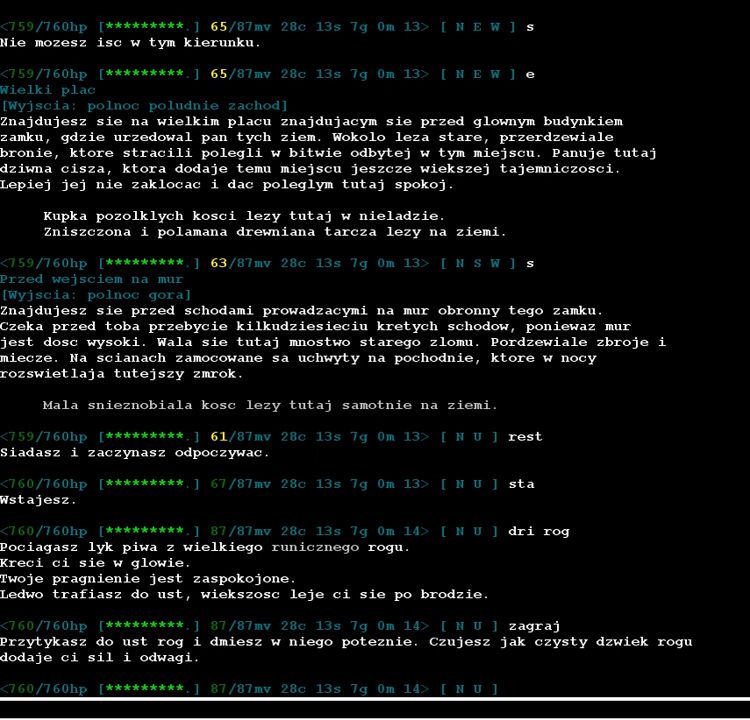 <759/760hp [*********.] 65/87mv 28c 13s 7g 0m 13> [ N E W ] s
Nie mozesz isc w tym kierunku.
<759/760hp [*********.] 65/87mv 28c 13s 7g 0m 13> [ N E W ] e
Wielki plac
[Wyjscia: polnoc poludnie zachod]
Znajdujesz sie na wielkim placu znajdujacym sie przed glownym budynkiem
zamku, gdzie urzedowal pan tych ziem. Wokolo leza stare, przerdzewiale
bronie, ktore stracili polegli w bitwie odbytej w tym miejscu. Panuje tutaj
dziwna cisza, ktora dodaje temu miejscu jeszcze wiekszej tajemniczosci.
Lepiej jej nie zaklocac i dac poleglym tutaj spokoj.
Kupka pozolklych kosci lezy tutaj w nieladzie.
Zniszczona i polamana drewniana tarcza lezy na ziemi.
<759/760hp [*********.] 63/87mv 28c 13s 7g 0m 13> [ N S W ] s
Przed wejsciem na mur
[Wyjscia: polnoc gora]
Znajdujesz sie przed schodami prowadzacymi na mur obronny tego zamku.
Czeka przed toba przebycie kilkudziesieciu kretych schodow, poniewaz mur
jest dosc wysoki. Wala sie tutaj mnostwo starego zlomu. Pordzewiale zbroje i
miecze. Na scianach zamocowane sa uchwyty na pochodnie, ktore w nocy
rozswietlaja tutejszy zmrok.
Mala snieznobiala kosc lezy tutaj samotnie na ziemi.
<759/760hp [*********.] 61/87mv 28c 13s 7g 0m 13> [ N U ] rest
Siadasz i zaczynasz odpoczywac.
<760/760hp [*********.] 67/87mv 28c 13s 7g 0m 13> [ N U ] sta
Wstajesz.
<760/760hp [*********.] 87/87mv 28c 13s 7g 0m 14> [ N U ] dri rog
Pociagasz lyk piwa z wielkiego runicznego rogu.
Kreci ci sie w glowie.
Twoje pragnienie jest zaspokojone.
Ledwo trafiasz do ust, wiekszosc leje ci sie po brodzie.
<760/760hp [*********.] 87/87mv 28c 13s 7g 0m 14> [ N U ] zagraj
Przytykasz do ust rog i dmiesz w niego poteznie. Czujesz jak czysty dzwiek rogu
dodaje ci sil i odwagi.
<760/760hp [*********.] 87/87mv 28c 13s 7g 0m 14> [ N U ]